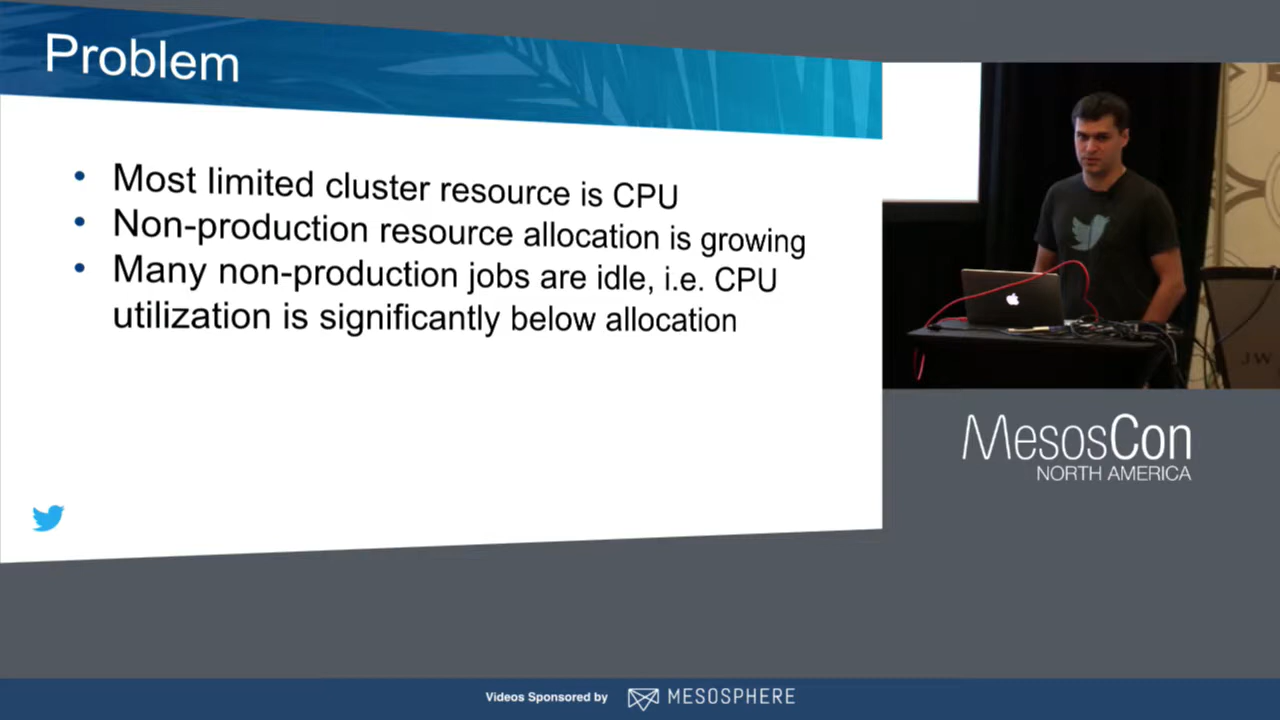 Problem
• Most limited cluster resource is CPU
• Non-production resource allocation is growing
• Many non-production jobs are idle, i.e. CPU
utilization is significantly below allocation
J W
MesosCon
NORTH AMERICA
Videos Sponsored by MESOSPHERE